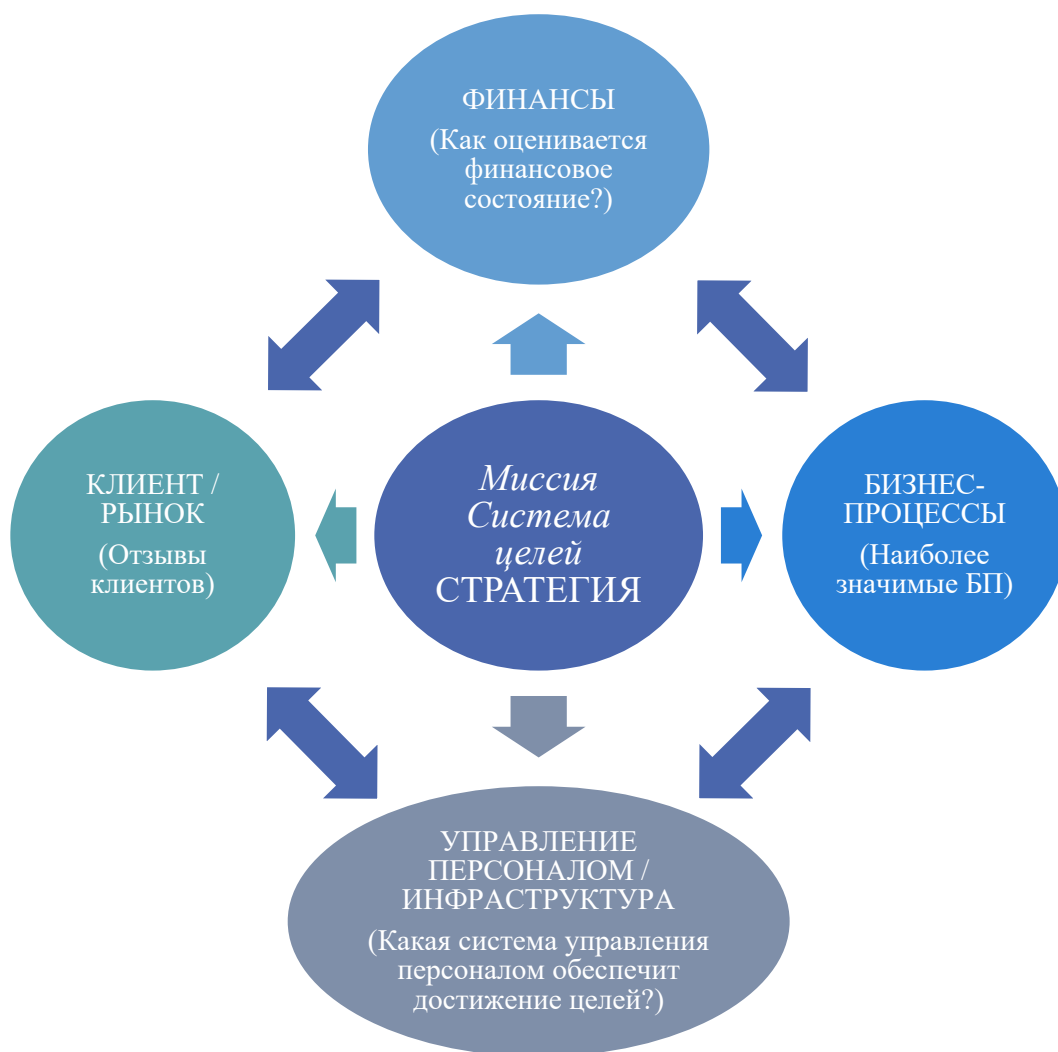 ФИНАНСЫ
(Как оценивается
финансовое
состояние?)
КЛИЕНТ /
РЫНОК
(Отзывы
клиентов)
Миссия
Система
целей
СТРАТЕГИЯ
БИЗНЕС-
ПРОЦЕССЫ
(Наиболее
значимые БП)
УПРАВЛЕНИЕ
ПЕРСОНАЛОМ /
ИНФРАСТРУКТУРА
(Какая система управления
персоналом обеспечит
достижение целей?)